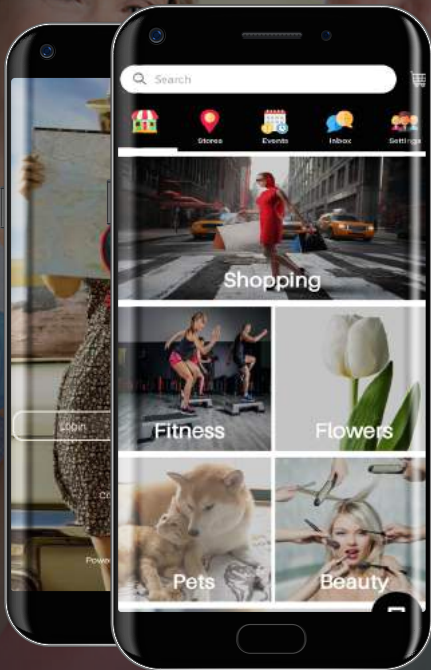 Search
Stores
Events
Inbox
Settings
Shopping
Fitness
Flowers
Pets
Beauty
Login